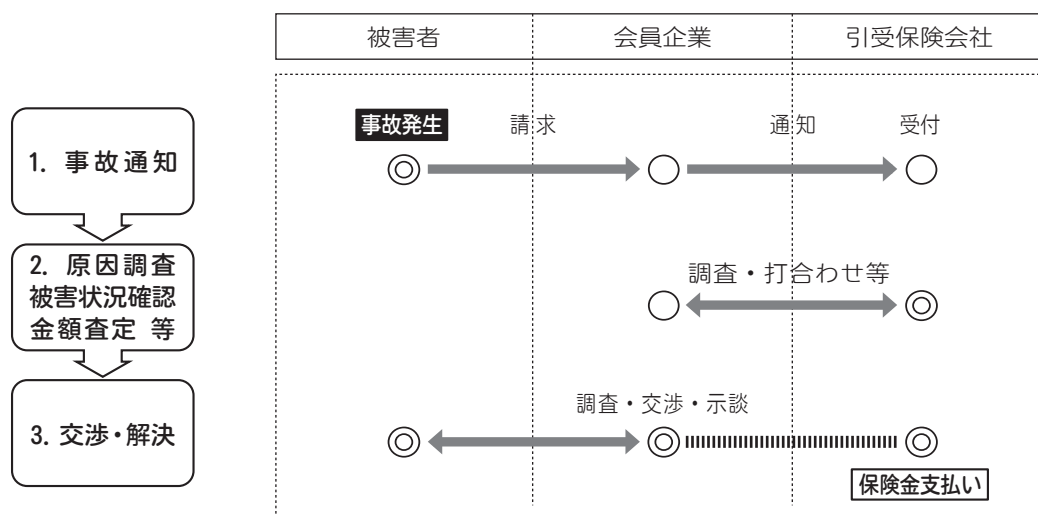 被害者 会員企業 引受保険会社
事故発生 請求 通知 受付
1. 事故通知
調査・打合わせ等
2. 原因調査
被害状況確認
金額査定 等
調査・交渉・示談
3. 交渉・解決
保険金支払い